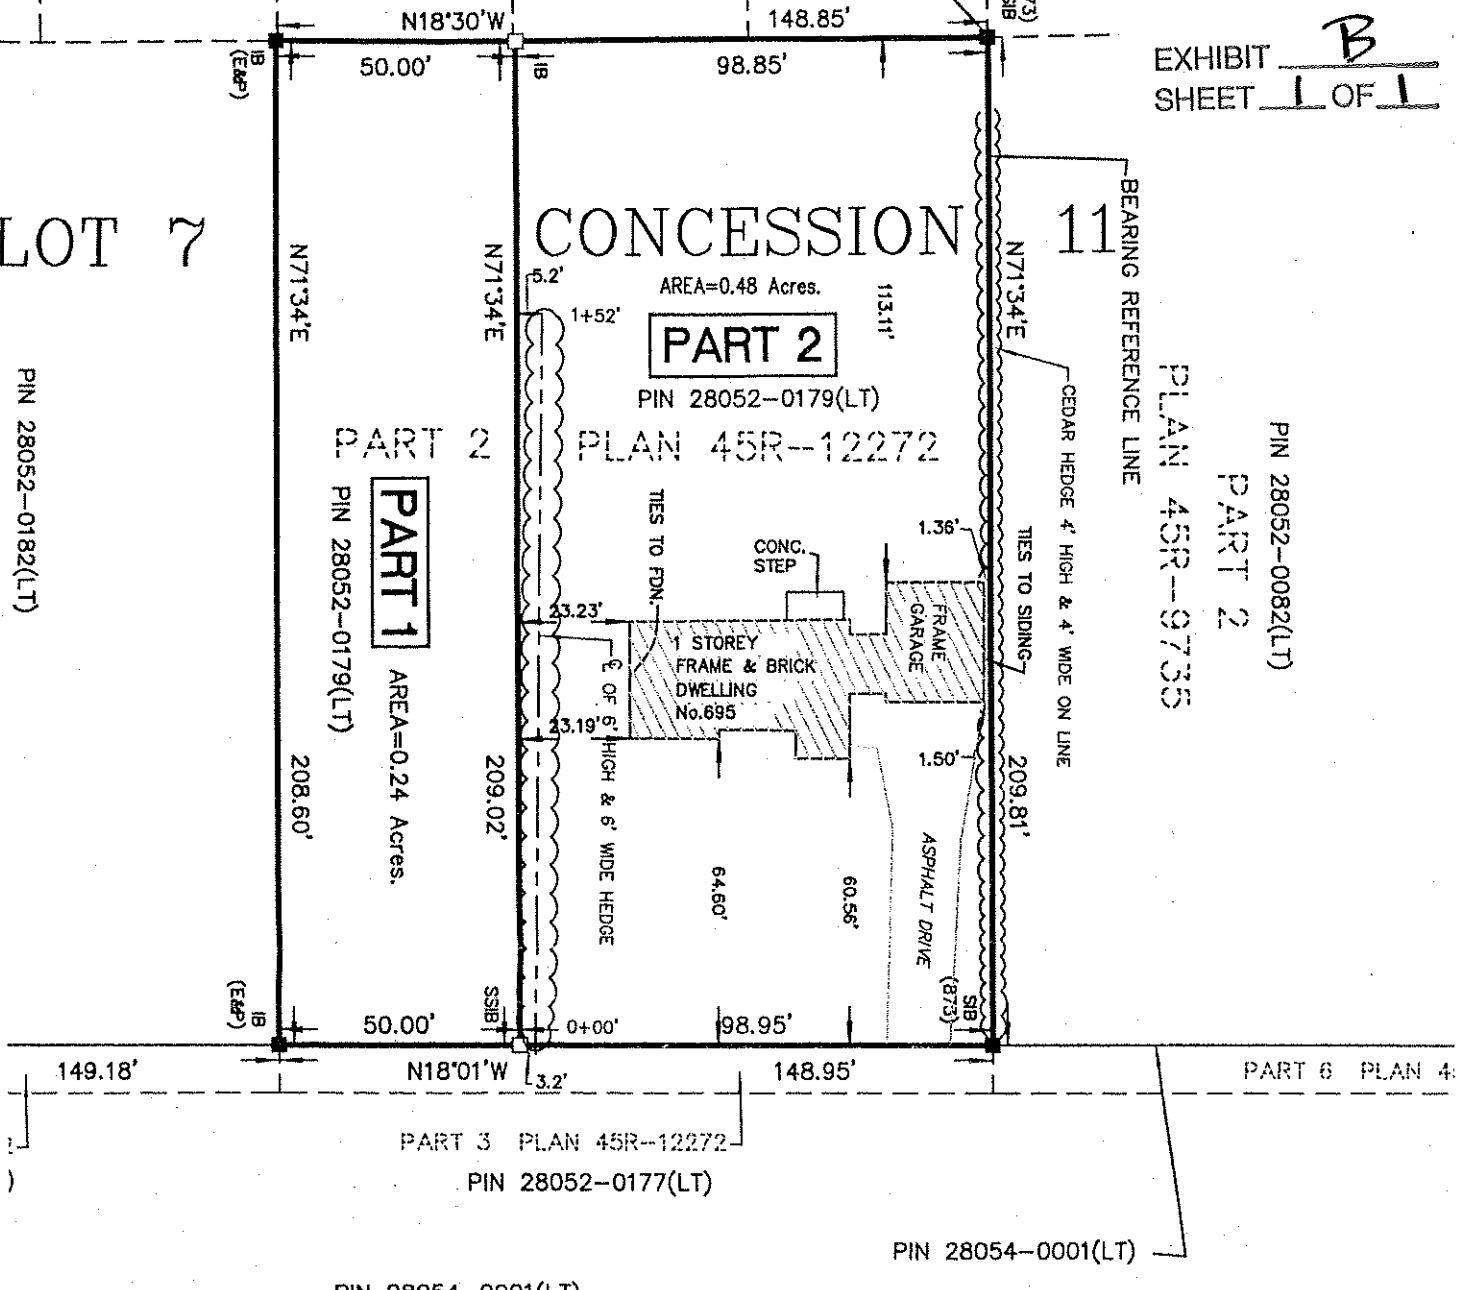 N18°30'W
148.85'
SIB
73)
EXHIBIT B
SHEET 1 OF 1
IB
(E&P)
50.00'
IB
98.85'
LOT 7
CONCESSION 11
BEARING REFERENCE LINE
N71°34'E
N71°34'E
N71°34'E
AREA=0.48 Acres.
5.2'
1+52'
113.11'
PART 2
PIN 28052-0179(LT)
PIN 28052-0182(LT)
PART 2 PLAN 45R--12272
PLAN 45R--9735
PART 2
PIN 28052-0082(LT)
CEDAR HEDGE 4' HIGH & 4' WIDE ON LINE
PART 1
PIN 28052-0179(LT)
AREA=0.24 Acres.
TIES TO FDN.
CONC.
STEP
1.36'
TIES TO SIDING
23.23'
FRAME
GARAGE
1 STOREY
FRAME & BRICK
DWELLING
No.695
℄ OF 6' HIGH & 6' WIDE HEDGE
23.19'
1.50'
208.60'
209.02'
209.81'
64.60'
60.56'
ASPHALT DRIVE
IB
(E&P)
50.00'
SSIB
0+00'
98.95'
SIB
(873)
149.18'
N18°01'W
3.2'
148.95'
PART 6 PLAN 4
PART 3 PLAN 45R--12272
PIN 28052-0177(LT)
PIN 28054-0001(LT)
PIN 28054-0001(LT)